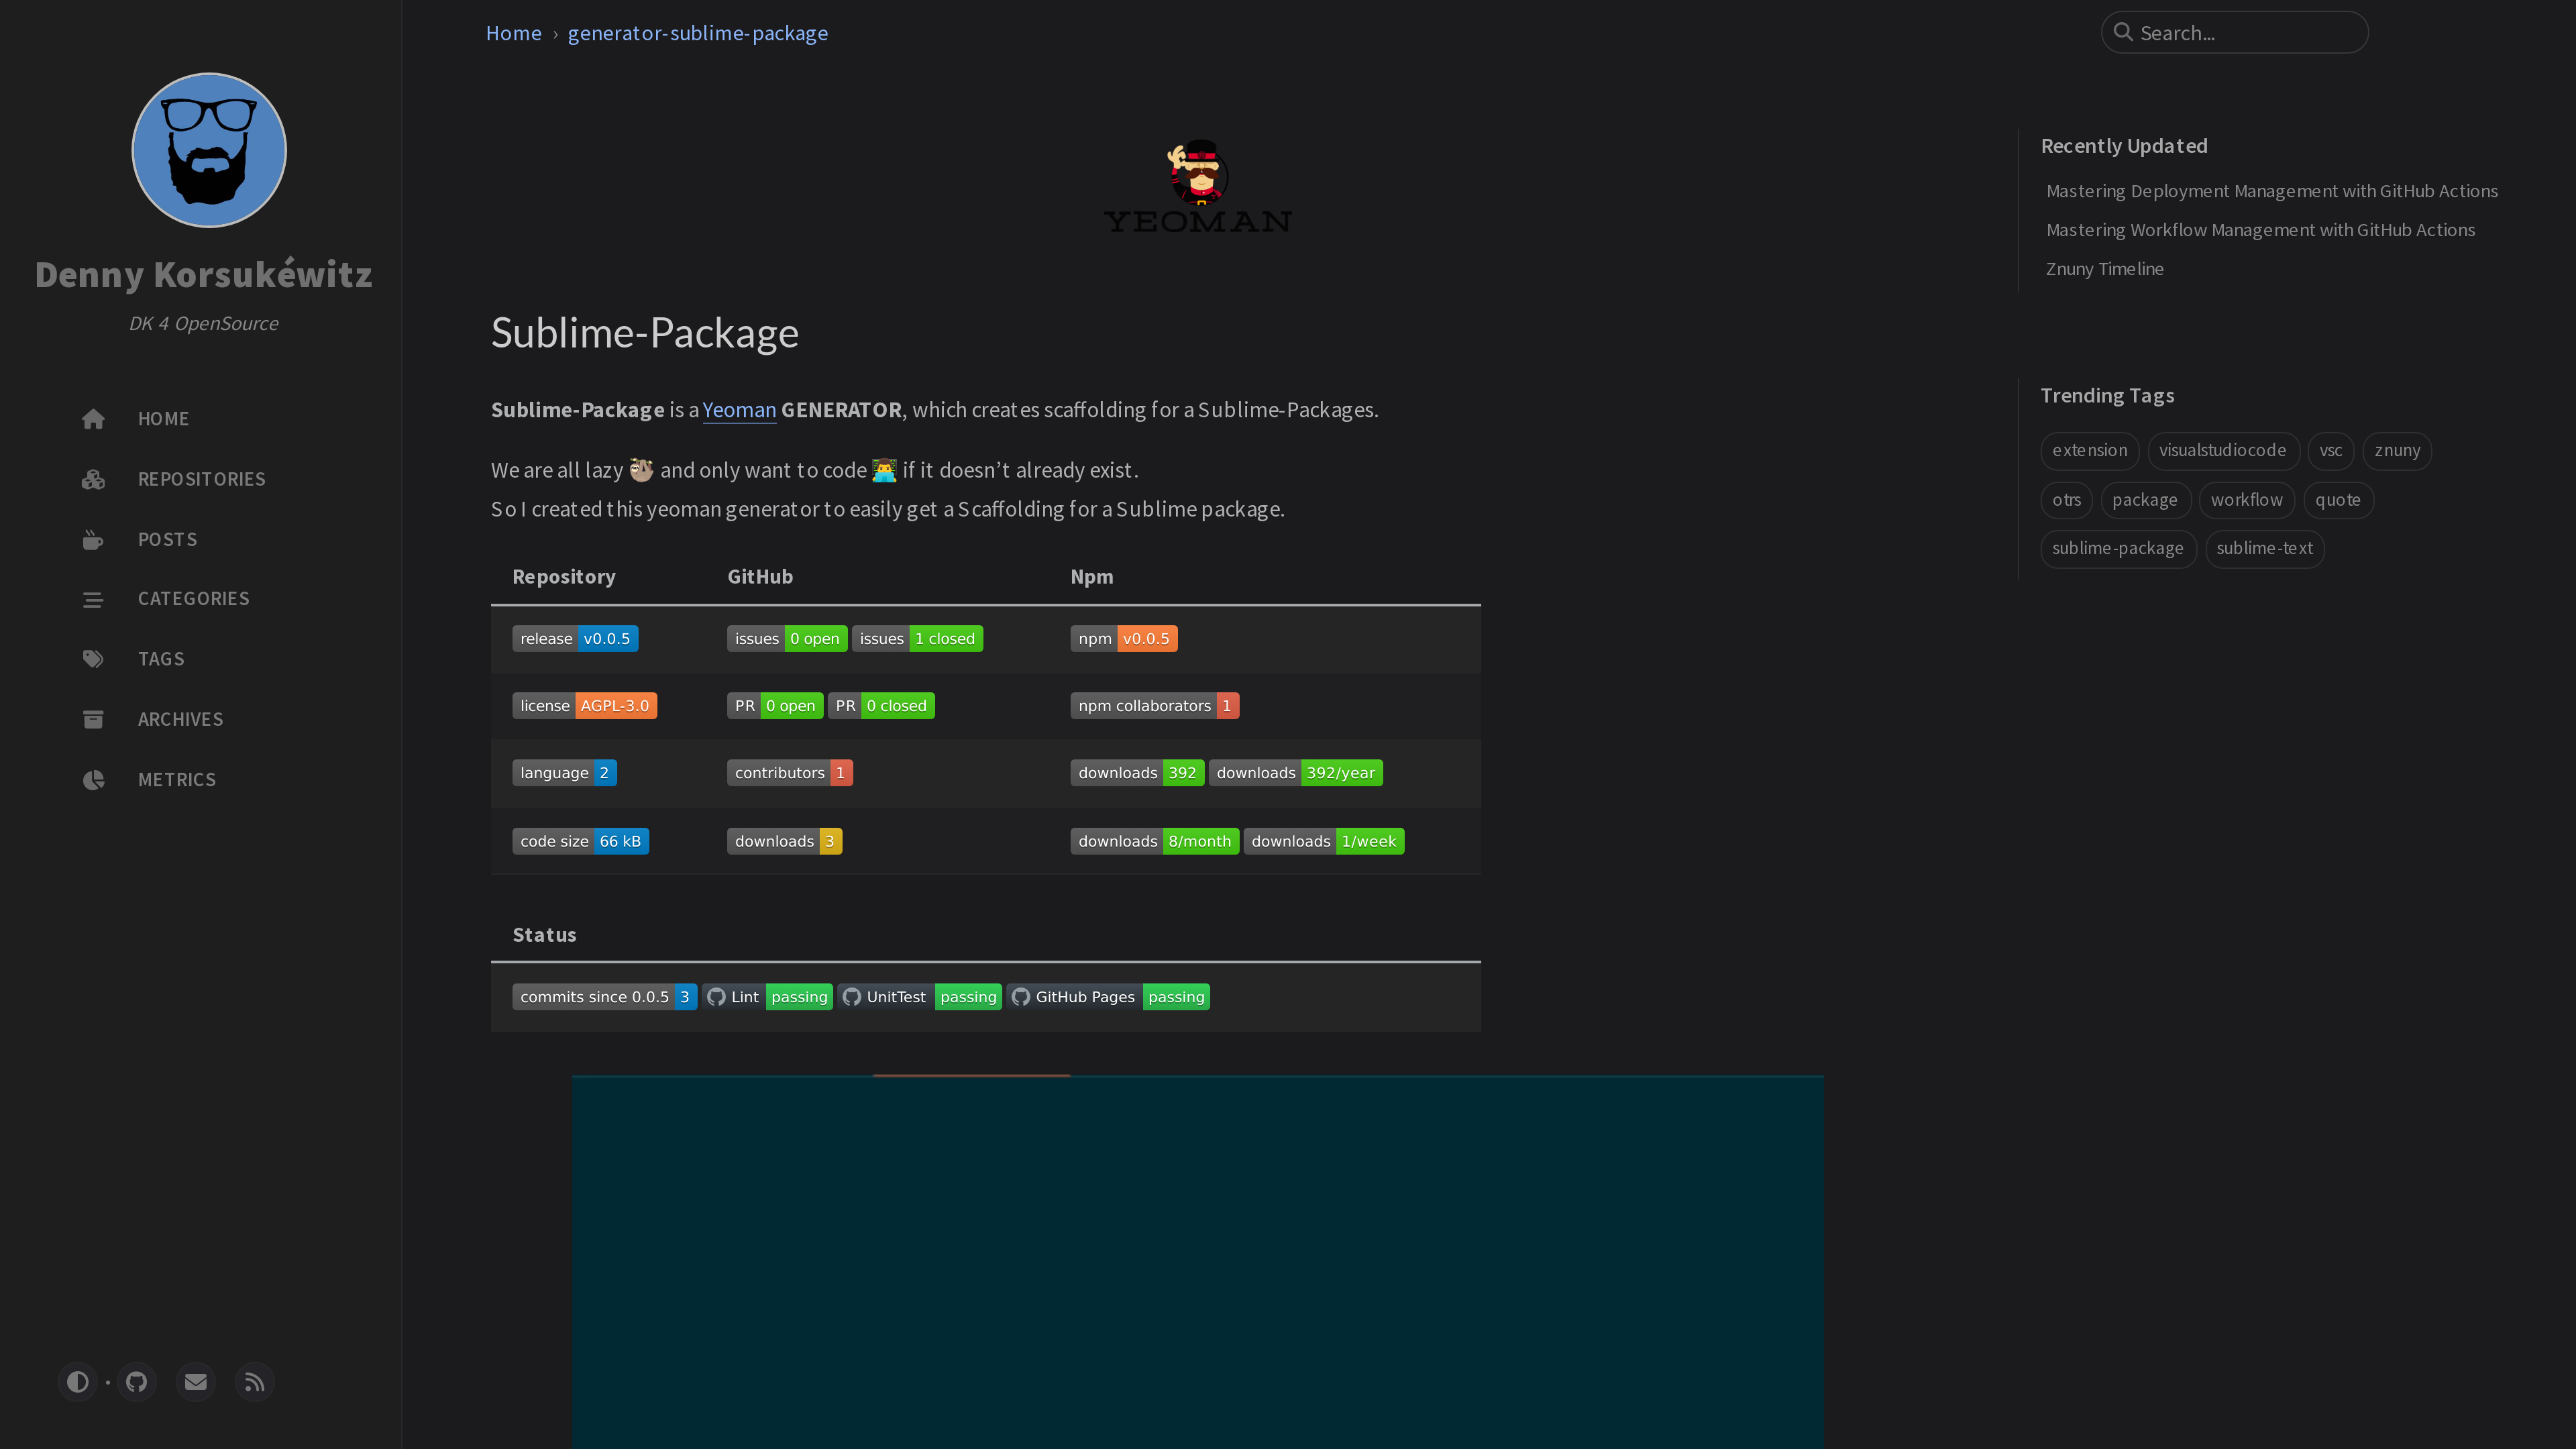 Denny Korsukéwitz
DK 4 OpenSource
HOME
REPOSITORIES
POSTS
CATEGORIES
TAGS
ARCHIVES
METRICS
Home › generator-sublime-package
Search...
YEOMAN
Sublime-Package
Sublime-Package is a Yeoman GENERATOR, which creates scaffolding for a Sublime-Packages.
We are all lazy 🦥 and only want to code 👨‍💻 if it doesn’t already exist.
So I created this yeoman generator to easily get a Scaffolding for a Sublime package.
Repository GitHub Npm
release v0.0.5 issues 0 open issues 1 closed npm v0.0.5
license AGPL-3.0 PR 0 open PR 0 closed npm collaborators 1
language 2 contributors 1 downloads 392 downloads 392/year
code size 66 kB downloads 3 downloads 8/month downloads 1/week
Status
commits since 0.0.5 3 Lint passing UnitTest passing GitHub Pages passing
Recently Updated
Mastering Deployment Management with GitHub Actions
Mastering Workflow Management with GitHub Actions
Znuny Timeline
Trending Tags
extension visualstudiocode vsc znuny
otrs package workflow quote
sublime-package sublime-text